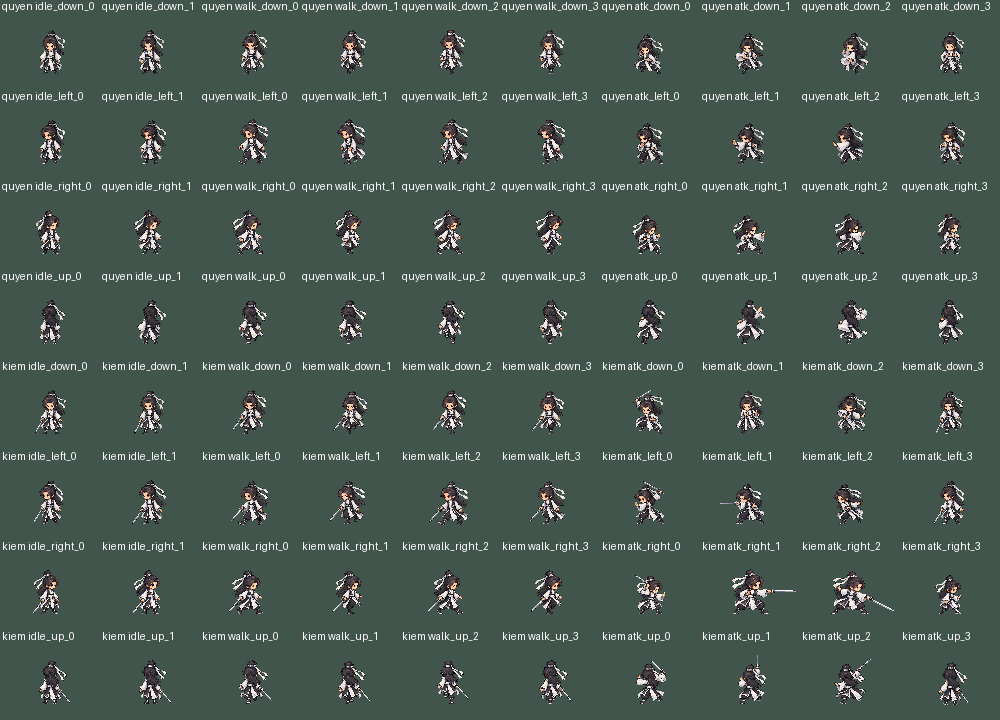 quyen idle_down_0 quyen idle_down_1 quyen walk_down_0 quyen walk_down_1 quyen walk_down_2 quyen walk_down_3 quyen atk_down_0 quyen atk_down_1 quyen atk_down_2 quyen atk_down_3
quyen idle_left_0 quyen idle_left_1 quyen walk_left_0 quyen walk_left_1 quyen walk_left_2 quyen walk_left_3 quyen atk_left_0 quyen atk_left_1 quyen atk_left_2 quyen atk_left_3
quyen idle_right_0 quyen idle_right_1 quyen walk_right_0 quyen walk_right_1 quyen walk_right_2 quyen walk_right_3 quyen atk_right_0 quyen atk_right_1 quyen atk_right_2 quyen atk_right_3
quyen idle_up_0 quyen idle_up_1 quyen walk_up_0 quyen walk_up_1 quyen walk_up_2 quyen walk_up_3 quyen atk_up_0 quyen atk_up_1 quyen atk_up_2 quyen atk_up_3
kiem idle_down_0 kiem idle_down_1 kiem walk_down_0 kiem walk_down_1 kiem walk_down_2 kiem walk_down_3 kiem atk_down_0 kiem atk_down_1 kiem atk_down_2 kiem atk_down_3
kiem idle_left_0 kiem idle_left_1 kiem walk_left_0 kiem walk_left_1 kiem walk_left_2 kiem walk_left_3 kiem atk_left_0 kiem atk_left_1 kiem atk_left_2 kiem atk_left_3
kiem idle_right_0 kiem idle_right_1 kiem walk_right_0 kiem walk_right_1 kiem walk_right_2 kiem walk_right_3 kiem atk_right_0 kiem atk_right_1 kiem atk_right_2 kiem atk_right_3
kiem idle_up_0 kiem idle_up_1 kiem walk_up_0 kiem walk_up_1 kiem walk_up_2 kiem walk_up_3 kiem atk_up_0 kiem atk_up_1 kiem atk_up_2 kiem atk_up_3